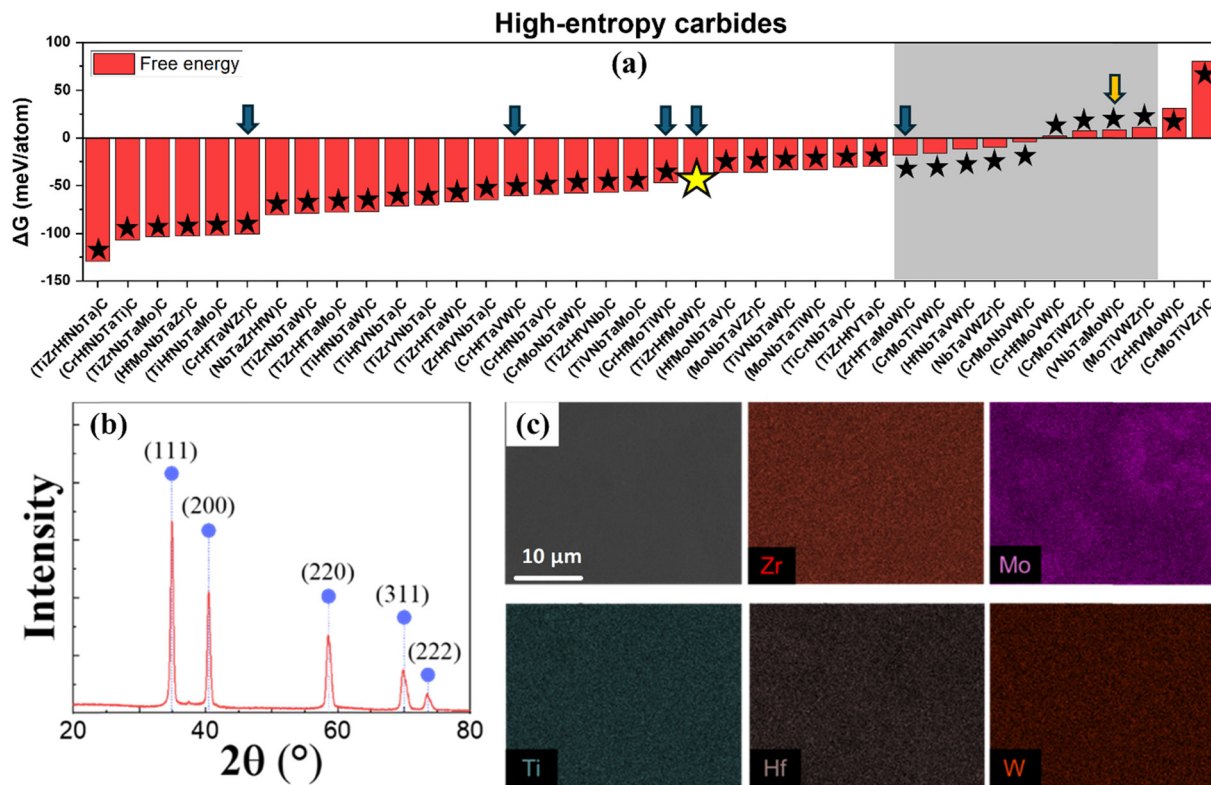 High-entropy carbides
(a)
Free energy
ΔG (meV/atom)
100
50
0
-50
-100
-150
(TiZrHfNbTa)C
(CrHfNbTaTi)C
(TiZrNbTaMo)C
(HfMoNbTaZr)C
(TiHfNbTaMo)C
(CrHfTaWZr)C
(NbTaZrHfW)C
(TiZrNbTaW)C
(TiZrHfTaMo)C
(TiHfNbTaW)C
(TiHfVNbTa)C
(TiZrVNbTa)C
(TiZrHfTaW)C
(ZrHfVNbTa)C
(CrHfTaVW)C
(CrHfNbTaV)C
(CrMoNbTaW)C
(TiZrHfVNb)C
(TiVNbTaMo)C
(CrHfMoTiW)C
(TiZrHfMoW)C
(HfMoNbTaV)C
(MoNbTaVZr)C
(TiVNbTaW)C
(MoNbTaTiW)C
(TiCrNbTaV)C
(TiZrHfVTa)C
(ZrHfTaMoW)C
(CrMoTiVW)C
(HfNbTaVW)C
(NbTaVWZr)C
(CrMoNbVW)C
(CrHfMoVW)C
(CrMoTiWZr)C
(VNbTaMoW)C
(MoTiVWZr)C
(ZrHfVMoW)C
(CrMoTiVZr)C
(b)
Intensity
(111)
(200)
(220)
(311)
(222)
20
40
60
80
2θ (°)
(c)
10 μm
Zr
Mo
Ti
Hf
W